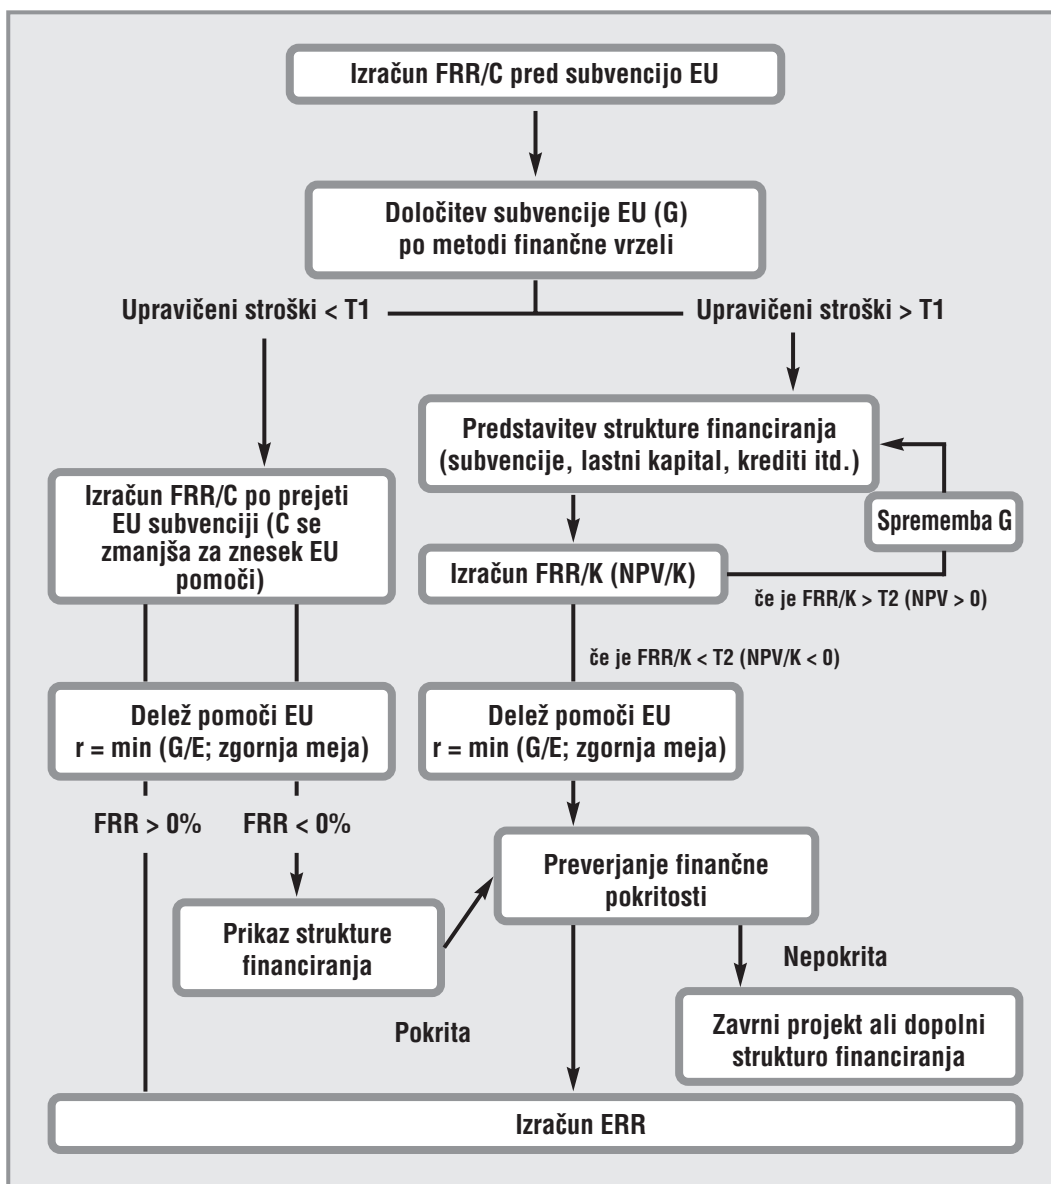 Izračun FRR/C pred subvencijo EU
Določitev subvencije EU (G)
po metodi finančne vrzeli
Upravičeni stroški < T1
Upravičeni stroški > T1
Predstavitev strukture financiranja
(subvencije, lastni kapital, krediti itd.)
Izračun FRR/C po prejeti
EU subvenciji (C se
zmanjša za znesek EU
pomoči)
Sprememba G
Izračun FRR/K (NPV/K)
če je FRR/K > T2 (NPV > 0)
če je FRR/K < T2 (NPV/K < 0)
Delež pomoči EU
r = min (G/E; zgornja meja)
Delež pomoči EU
r = min (G/E; zgornja meja)
FRR > 0%
FRR < 0%
Preverjanje finančne
pokritosti
Prikaz strukture
financiranja
Nepokrita
Pokrita
Zavrni projekt ali dopolni
strukturo financiranja
Izračun ERR